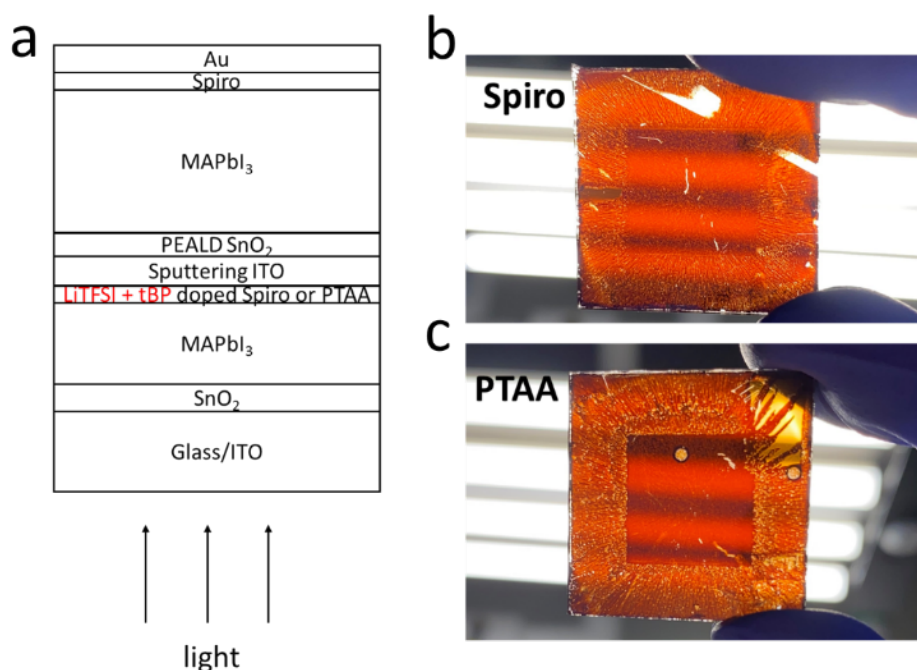 a
Au
Spiro
MAPbI₃
PEALD SnO₂
Sputtering ITO
LiTFSI + tBP doped Spiro or PTAA
MAPbI₃
SnO₂
Glass/ITO
light
b
Spiro
c
PTAA